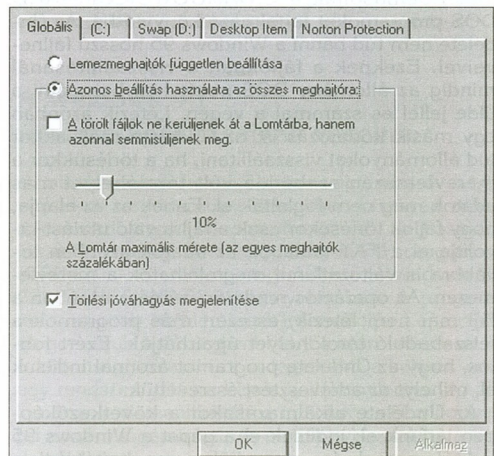 Globális
(C:)
Swap (D:)
Desktop Item
Norton Protection
Lemezmeghajtók független beállítása
Azonos beállítás használata az összes meghajtóra:
A törölt fájlok ne kerüljenek át a Lomtárba, hanem
azonnal semmisüljenek meg.
10%
A Lomtár maximális mérete (az egyes meghajtók
százalékában)
Törlési jóváhagyás megjelenítése
OK
Mégse
Alkalmaz